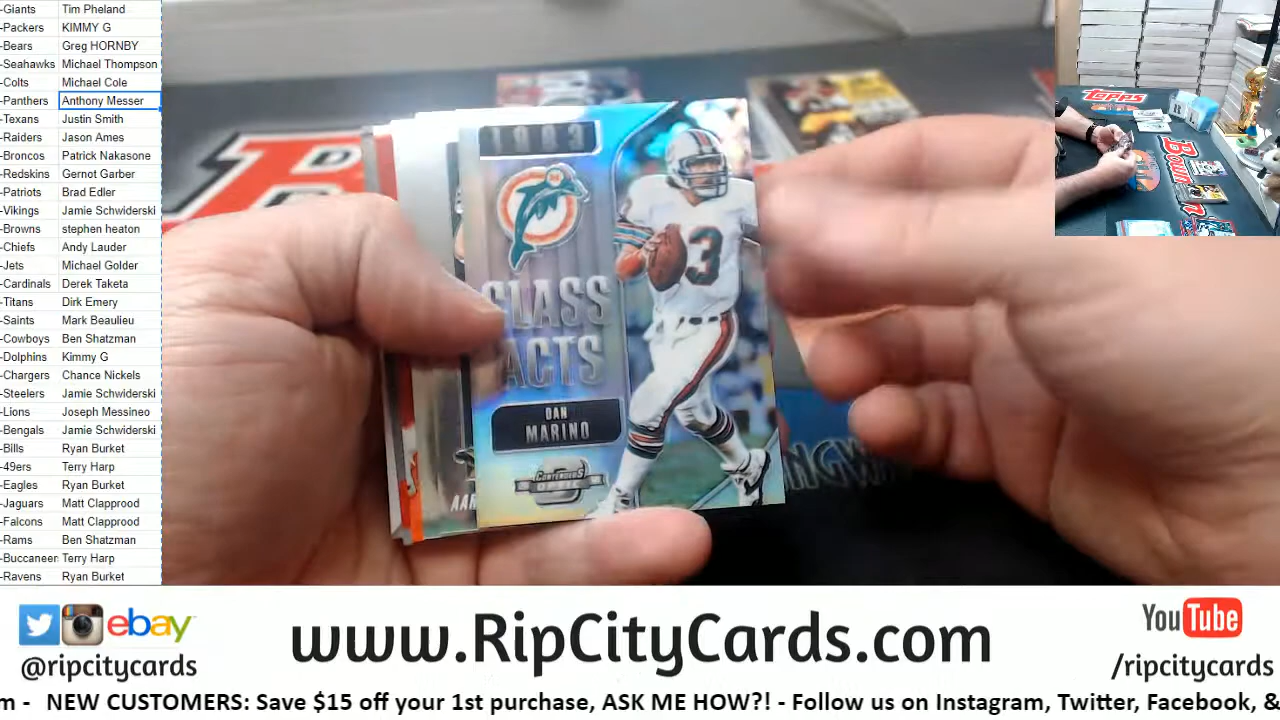 -Giants Tim Pheland
-Packers KIMMY G
-Bears Greg HORNBY
-Seahawks Michael Thompson
-Colts Michael Cole
-Panthers Anthony Messer
-Texans Justin Smith
-Raiders Jason Ames
-Broncos Patrick Nakasone
-Redskins Gernot Garber
-Patriots Brad Edler
-Vikings Jamie Schwiderski
-Browns stephen heaton
-Chiefs Andy Lauder
-Jets Michael Golder
-Cardinals Derek Taketa
-Titans Dirk Emery
-Saints Mark Beaulieu
-Cowboys Ben Shatzman
-Dolphins Kimmy G
-Chargers Chance Nickels
-Steelers Jamie Schwiderski
-Lions Joseph Messineo
-Bengals Jamie Schwiderski
-Bills Ryan Burket
-49ers Terry Harp
-Eagles Ryan Burket
-Jaguars Matt Clapprood
-Falcons Matt Clapprood
-Rams Ben Shatzman
-Buccaneer Terry Harp
-Ravens Ryan Burket
1983
CLASS
ACTS
DAN
MARINO
CONTENDERS
OPTIC
13
AAR
TOPPS
ebay
@ripcitycards
www.RipCityCards.com
YouTube
/ripcitycards
m - NEW CUSTOMERS: Save $15 off your 1st purchase, ASK ME HOW?! - Follow us on Instagram, Twitter, Facebook, &